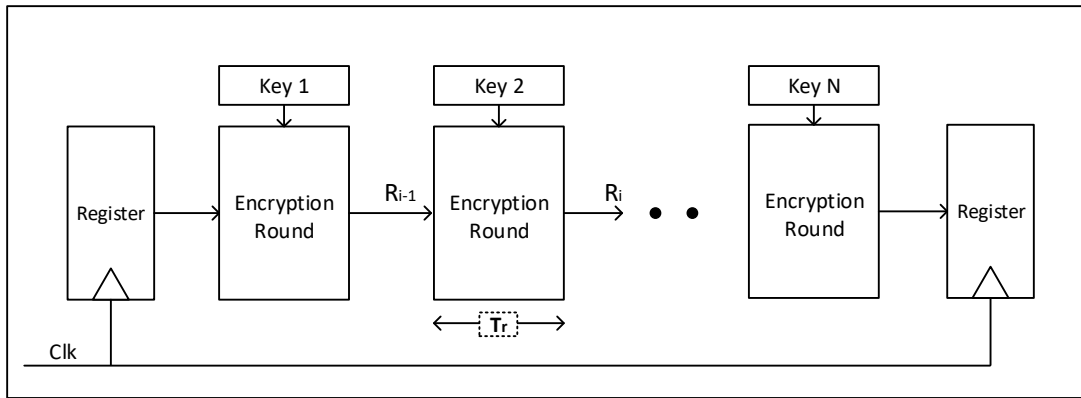 Key 1
Key 2
Key N
Register
Encryption
Round
Ri-1
Encryption
Round
Ri
Encryption
Round
Register
Tr
Clk